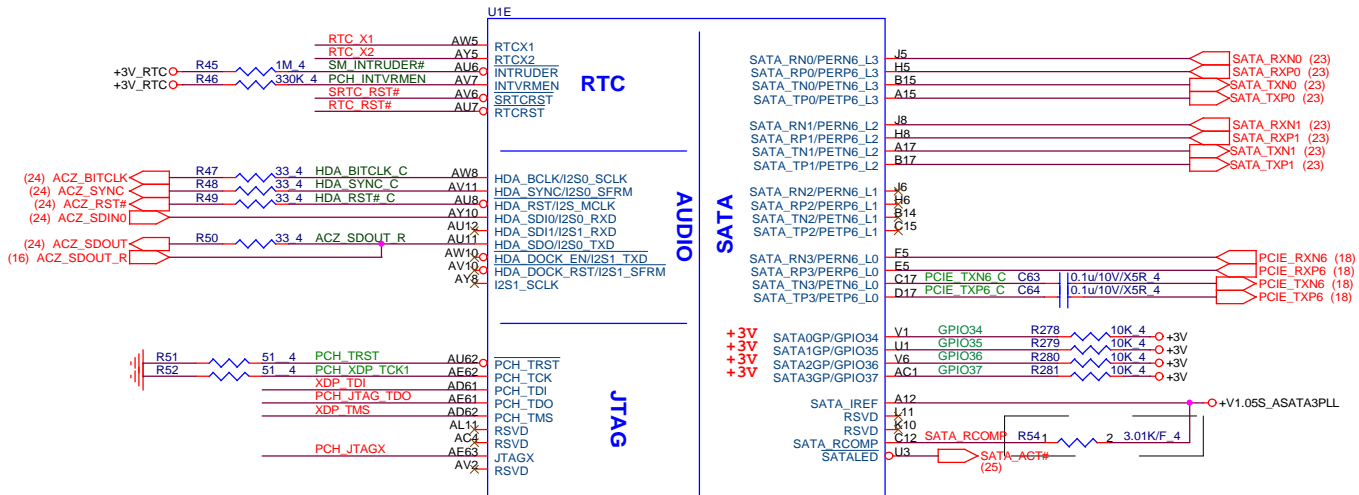 U1E
RTC_X1 AW5 RTCX1
RTC_X2 AY5 RTCX2
+3V_RTC R45 1M_4 SM_INTRUDER# AU6 INTRUDER
+3V_RTC R46 330K_4 PCH_INTVRMEN AV7 INTVRMEN
SRTC_RST# AV6 SRTCRST
RTC_RST# AU7 RTCRST
RTC
(24) ACZ_BITCLK R47 33_4 HDA_BITCLK_C AW8 HDA_BCLK/I2S0_SCLK
(24) ACZ_SYNC R48 33_4 HDA_SYNC_C AV11 HDA_SYNC/I2S0_SFRM
(24) ACZ_RST# R49 33_4 HDA_RST#_C AU8 HDA_RST/I2S_MCLK
(24) ACZ_SDIN0 AY10 HDA_SDI0/I2S0_RXD
AU12 HDA_SDI1/I2S1_RXD
(24) ACZ_SDOUT R50 33_4 ACZ_SDOUT_R AU11 HDA_SDO/I2S0_TXD
(16) ACZ_SDOUT_R AW10 HDA_DOCK_EN/I2S1_TXD
AV10 HDA_DOCK_RST/I2S1_SFRM
AY8 I2S1_SCLK
AUDIO
R51 51_4 PCH_TRST AU62 PCH_TRST
R52 51_4 PCH_XDP_TCK1 AE62 PCH_TCK
XDP_TDI AD61 PCH_TDI
PCH_JTAG_TDO AE61 PCH_TDO
XDP_TMS AD62 PCH_TMS
AL11 RSVD
AC4 RSVD
PCH_JTAGX AE63 JTAGX
AV2 RSVD
JTAG
SATA
SATA_RN0/PERN6_L3 J5 SATA_RXN0 (23)
SATA_RP0/PERP6_L3 H5 SATA_RXP0 (23)
SATA_TN0/PETN6_L3 B15 SATA_TXN0 (23)
SATA_TP0/PETP6_L3 A15 SATA_TXP0 (23)
SATA_RN1/PERN6_L2 J8 SATA_RXN1 (23)
SATA_RP1/PERP6_L2 H8 SATA_RXP1 (23)
SATA_TN1/PETN6_L2 A17 SATA_TXN1 (23)
SATA_TP1/PETP6_L2 B17 SATA_TXP1 (23)
SATA_RN2/PERN6_L1 J6
SATA_RP2/PERP6_L1 H6
SATA_TN2/PETN6_L1 B14
SATA_TP2/PETP6_L1 C15
SATA_RN3/PERN6_L0 F5 PCIE_RXN6 (18)
SATA_RP3/PERP6_L0 E5 PCIE_RXP6 (18)
SATA_TN3/PETN6_L0 C17 PCIE_TXN6_C C63 0.1u/10V/X5R_4 PCIE_TXN6 (18)
SATA_TP3/PETP6_L0 D17 PCIE_TXP6_C C64 0.1u/10V/X5R_4 PCIE_TXP6 (18)
+3V SATA0GP/GPIO34 V1 GPIO34 R278 10K_4 +3V
+3V SATA1GP/GPIO35 U1 GPIO35 R279 10K_4 +3V
+3V SATA2GP/GPIO36 V6 GPIO36 R280 10K_4 +3V
+3V SATA3GP/GPIO37 AC1 GPIO37 R281 10K_4 +3V
SATA_IREF A12 +V1.05S_ASATA3PLL
RSVD L11
RSVD K10
SATA_RCOMP C12 SATA_RCOMP R54 1 2 3.01K/F_4
SATALED U3 SATA_ACT#
(25)